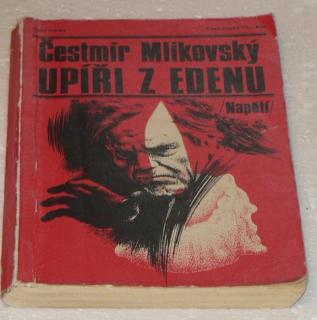 Čestmír Mlíkovský
UPÍŘI Z EDENU
/Napětí/